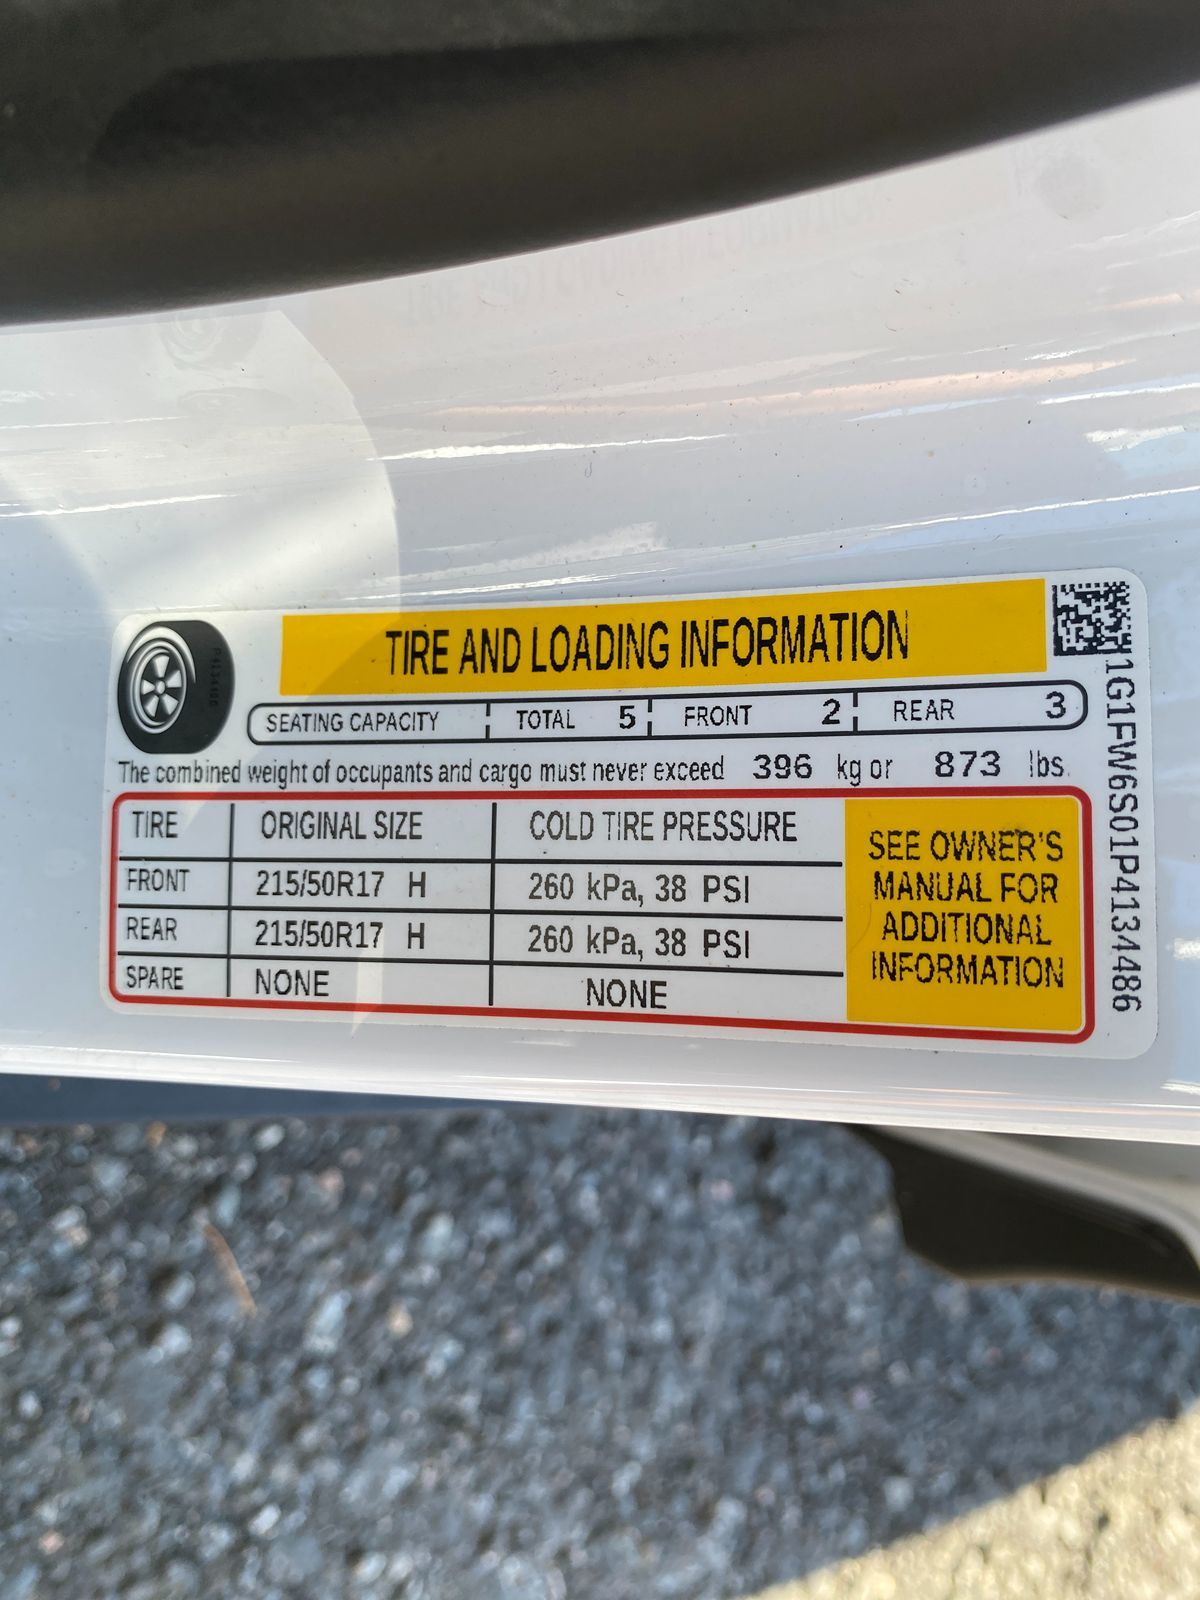 TIRE AND LOADING INFORMATION
SEATING CAPACITY TOTAL 5 FRONT 2 REAR 3
The combined weight of occupants and cargo must never exceed 396 kg or 873 lbs.
TIRE ORIGINAL SIZE COLD TIRE PRESSURE
FRONT 215/50R17 H 260 kPa, 38 PSI
REAR 215/50R17 H 260 kPa, 38 PSI
SPARE NONE NONE
SEE OWNER'S
MANUAL FOR
ADDITIONAL
INFORMATION
1G1FW6S01P4134486